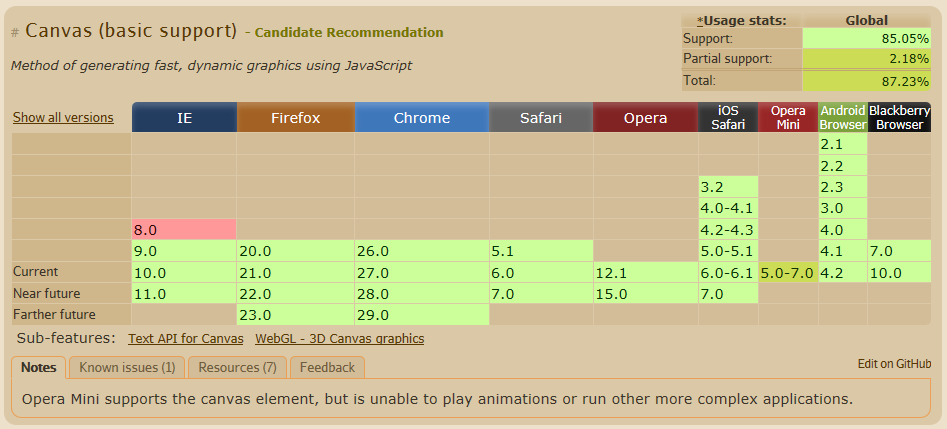 # Canvas (basic support) - Candidate Recommendation
*Usage stats: Global
Support: 85.05%
Partial support: 2.18%
Total: 87.23%
Method of generating fast, dynamic graphics using JavaScript
Show all versions IE Firefox Chrome Safari Opera iOS Safari Opera Mini Android Browser Blackberry Browser
2.1
2.2
3.2 2.3
4.0-4.1 3.0
8.0 4.2-4.3 4.0
9.0 20.0 26.0 5.1 5.0-5.1 4.1 7.0
Current 10.0 21.0 27.0 6.0 12.1 6.0-6.1 5.0-7.0 4.2 10.0
Near future 11.0 22.0 28.0 7.0 15.0 7.0
Farther future 23.0 29.0
Sub-features: Text API for Canvas WebGL - 3D Canvas graphics
Notes Known issues (1) Resources (7) Feedback Edit on GitHub
Opera Mini supports the canvas element, but is unable to play animations or run other more complex applications.